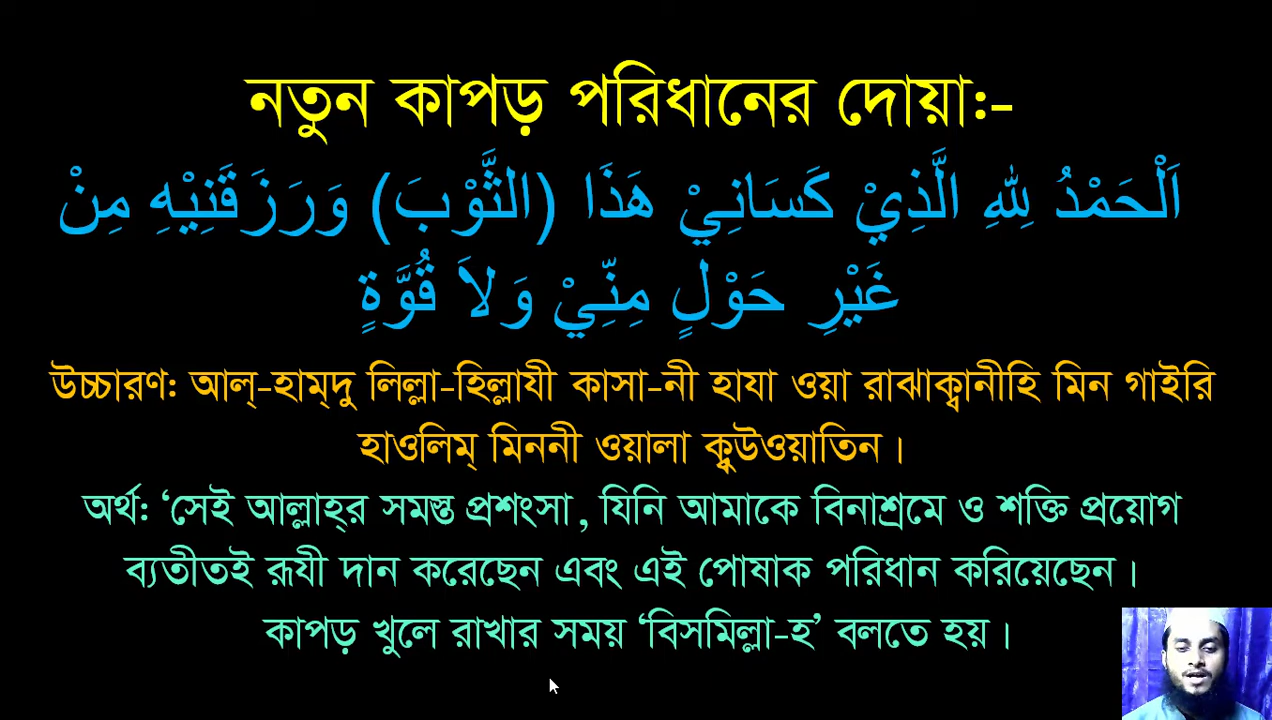 নতুন কাপড় পরিধানের দোয়াঃ-
اَلْحَمْدُ لِلّٰهِ الَّذِيْ كَسَانِيْ هَذَا (الثَّوْبَ) وَرَزَقَنِيْهِ مِنْ
غَيْرِ حَوْلٍ مِنِّيْ وَلاَ قُوَّةٍ
উচ্চারণ: আল্-হাম্দু লিল্লা-হিল্লাযী কাসা-নী হাযা ওয়া রাঝাক্বানীহি মিন গাইরি
হাওলিম্ মিননী ওয়ালা ক্বুউওয়াতিন।
অর্থ: ‘সেই আল্লাহ্‌র সমস্ত প্রশংসা, যিনি আমাকে বিনাশ্রমে ও শক্তি প্রয়োগ
ব্যতীতই রূযী দান করেছেন এবং এই পোষাক পরিধান করিয়েছেন।
কাপড় খুলে রাখার সময় ‘বিসমিল্লা-হ’ বলতে হয়।